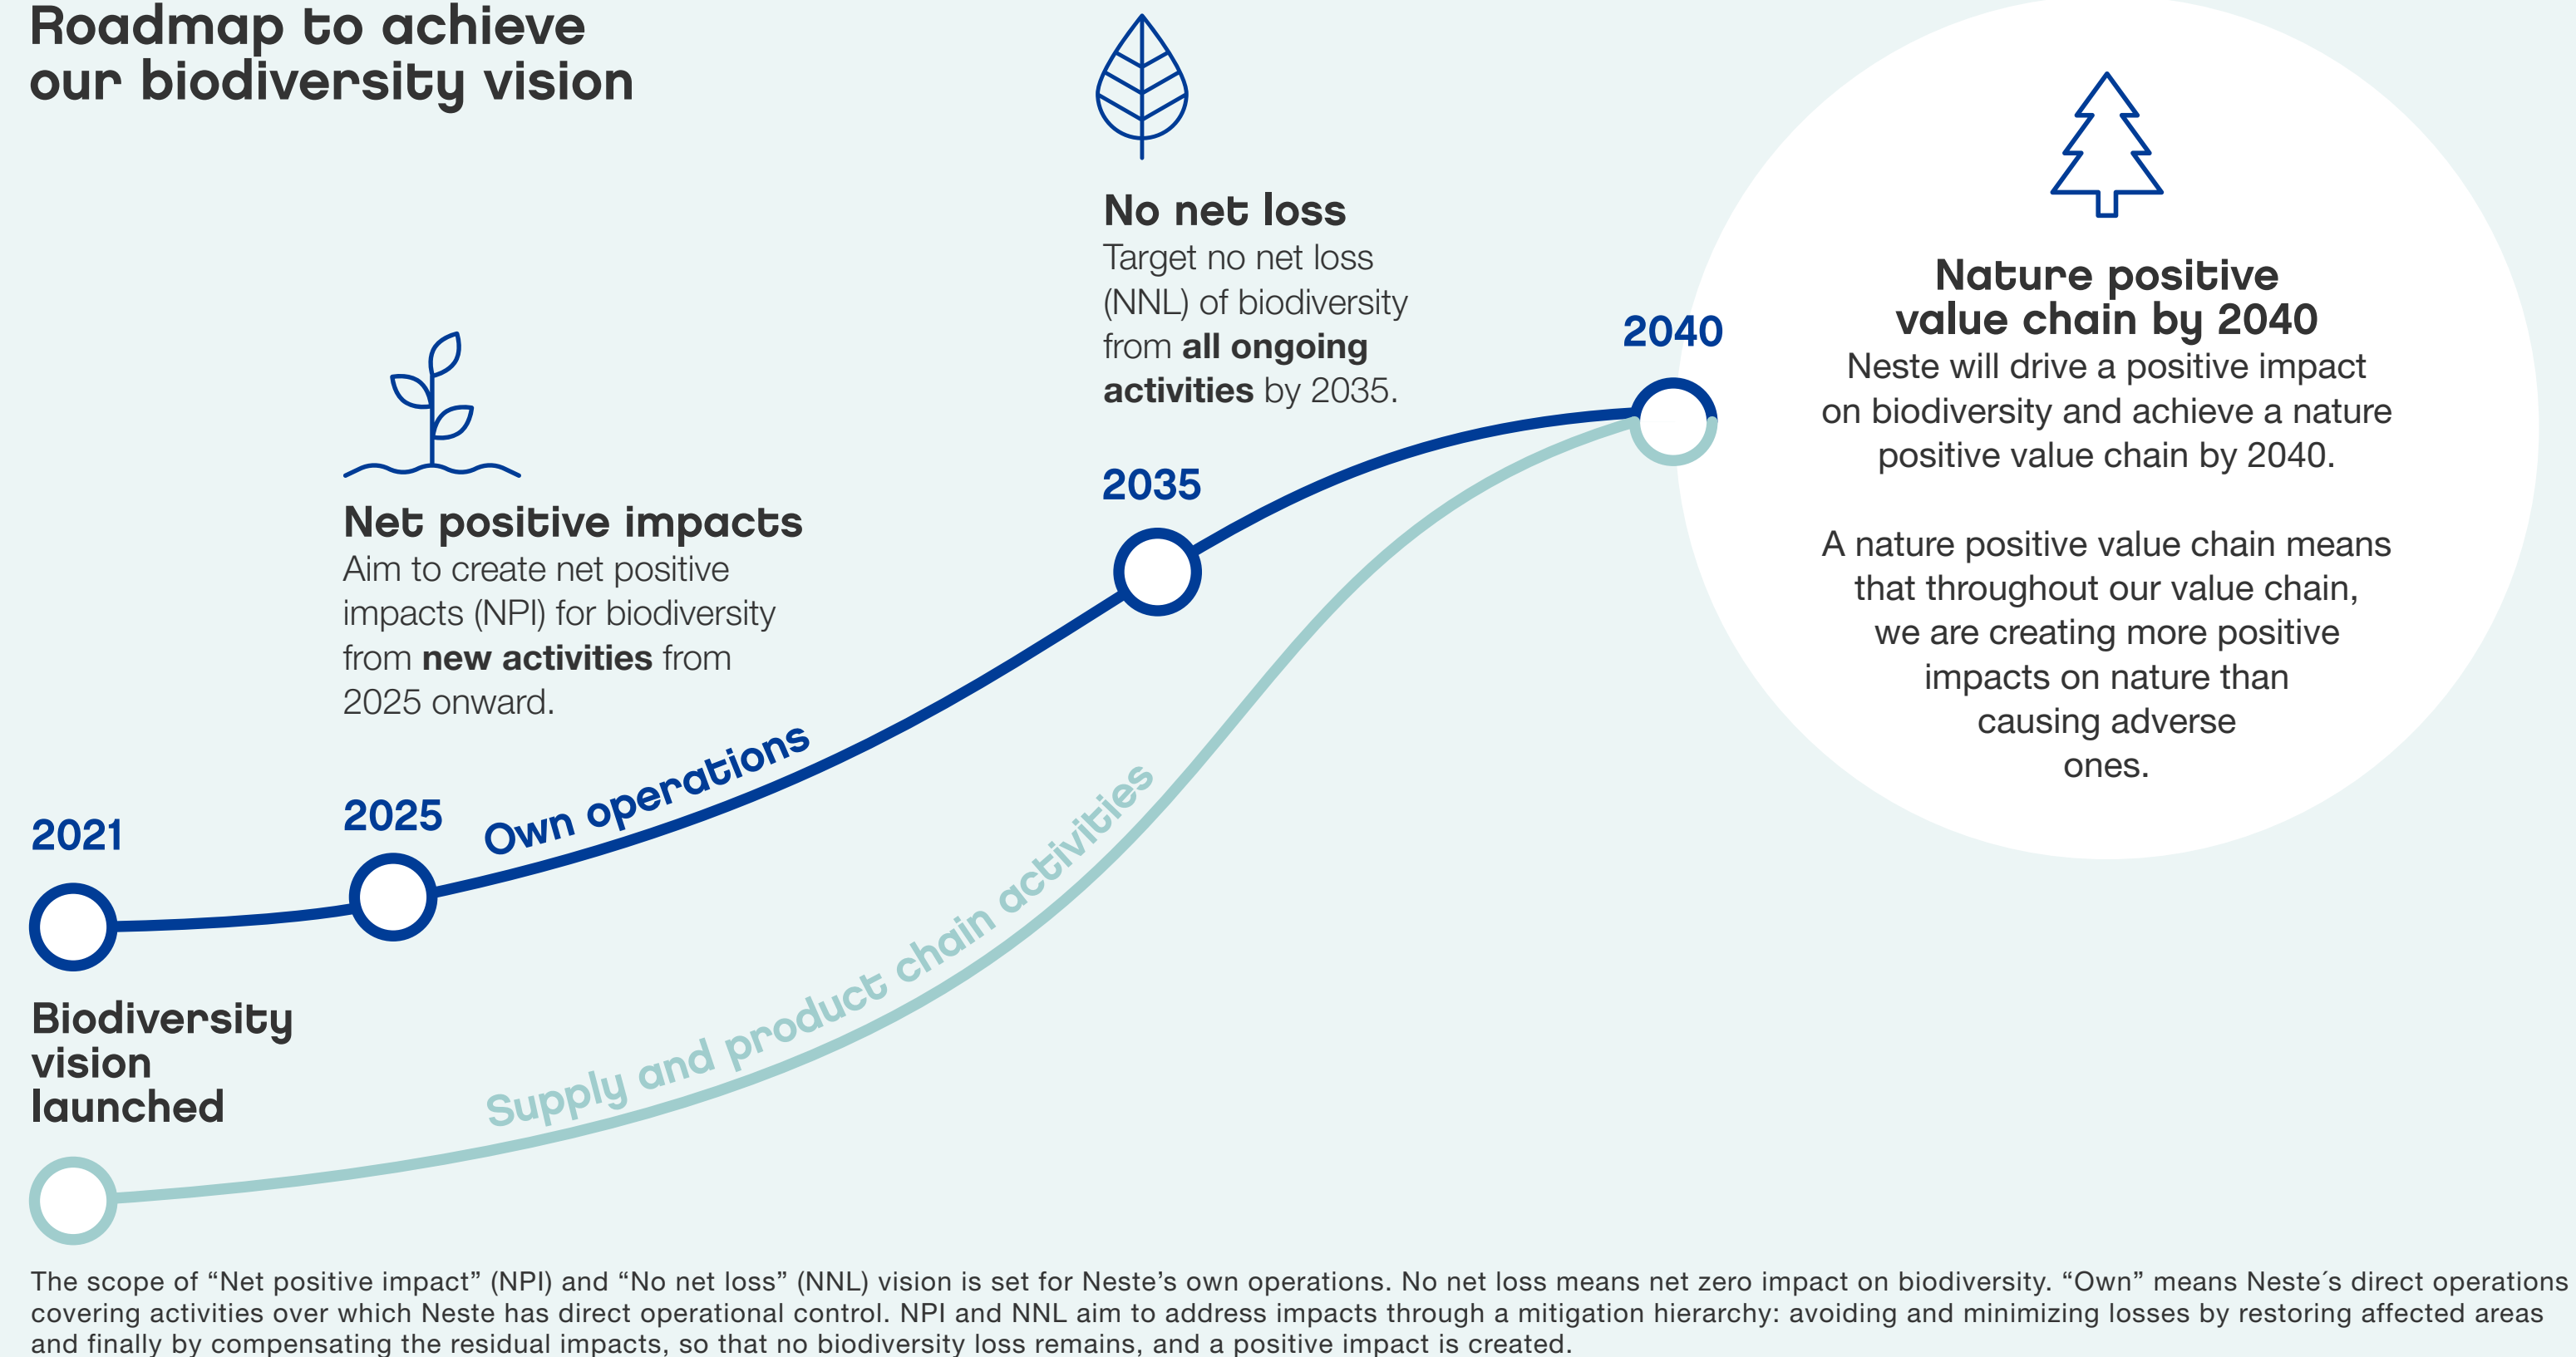 Roadmap to achieve
our biodiversity vision
No net loss
Target no net loss
(NNL) of biodiversity
from all ongoing
activities by 2035.
Nature positive
value chain by 2040
Neste will drive a positive impact
on biodiversity and achieve a nature
positive value chain by 2040.
A nature positive value chain means
that throughout our value chain,
we are creating more positive
impacts on nature than
causing adverse
ones.
2040
2035
Net positive impacts
Aim to create net positive
impacts (NPI) for biodiversity
from new activities from
2025 onward.
Own operations
2021
2025
Supply and product chain activities
Biodiversity
vision
launched
The scope of “Net positive impact” (NPI) and “No net loss” (NNL) vision is set for Neste’s own operations. No net loss means net zero impact on biodiversity. “Own” means Neste´s direct operations
covering activities over which Neste has direct operational control. NPI and NNL aim to address impacts through a mitigation hierarchy: avoiding and minimizing losses by restoring affected areas
and finally by compensating the residual impacts, so that no biodiversity loss remains, and a positive impact is created.